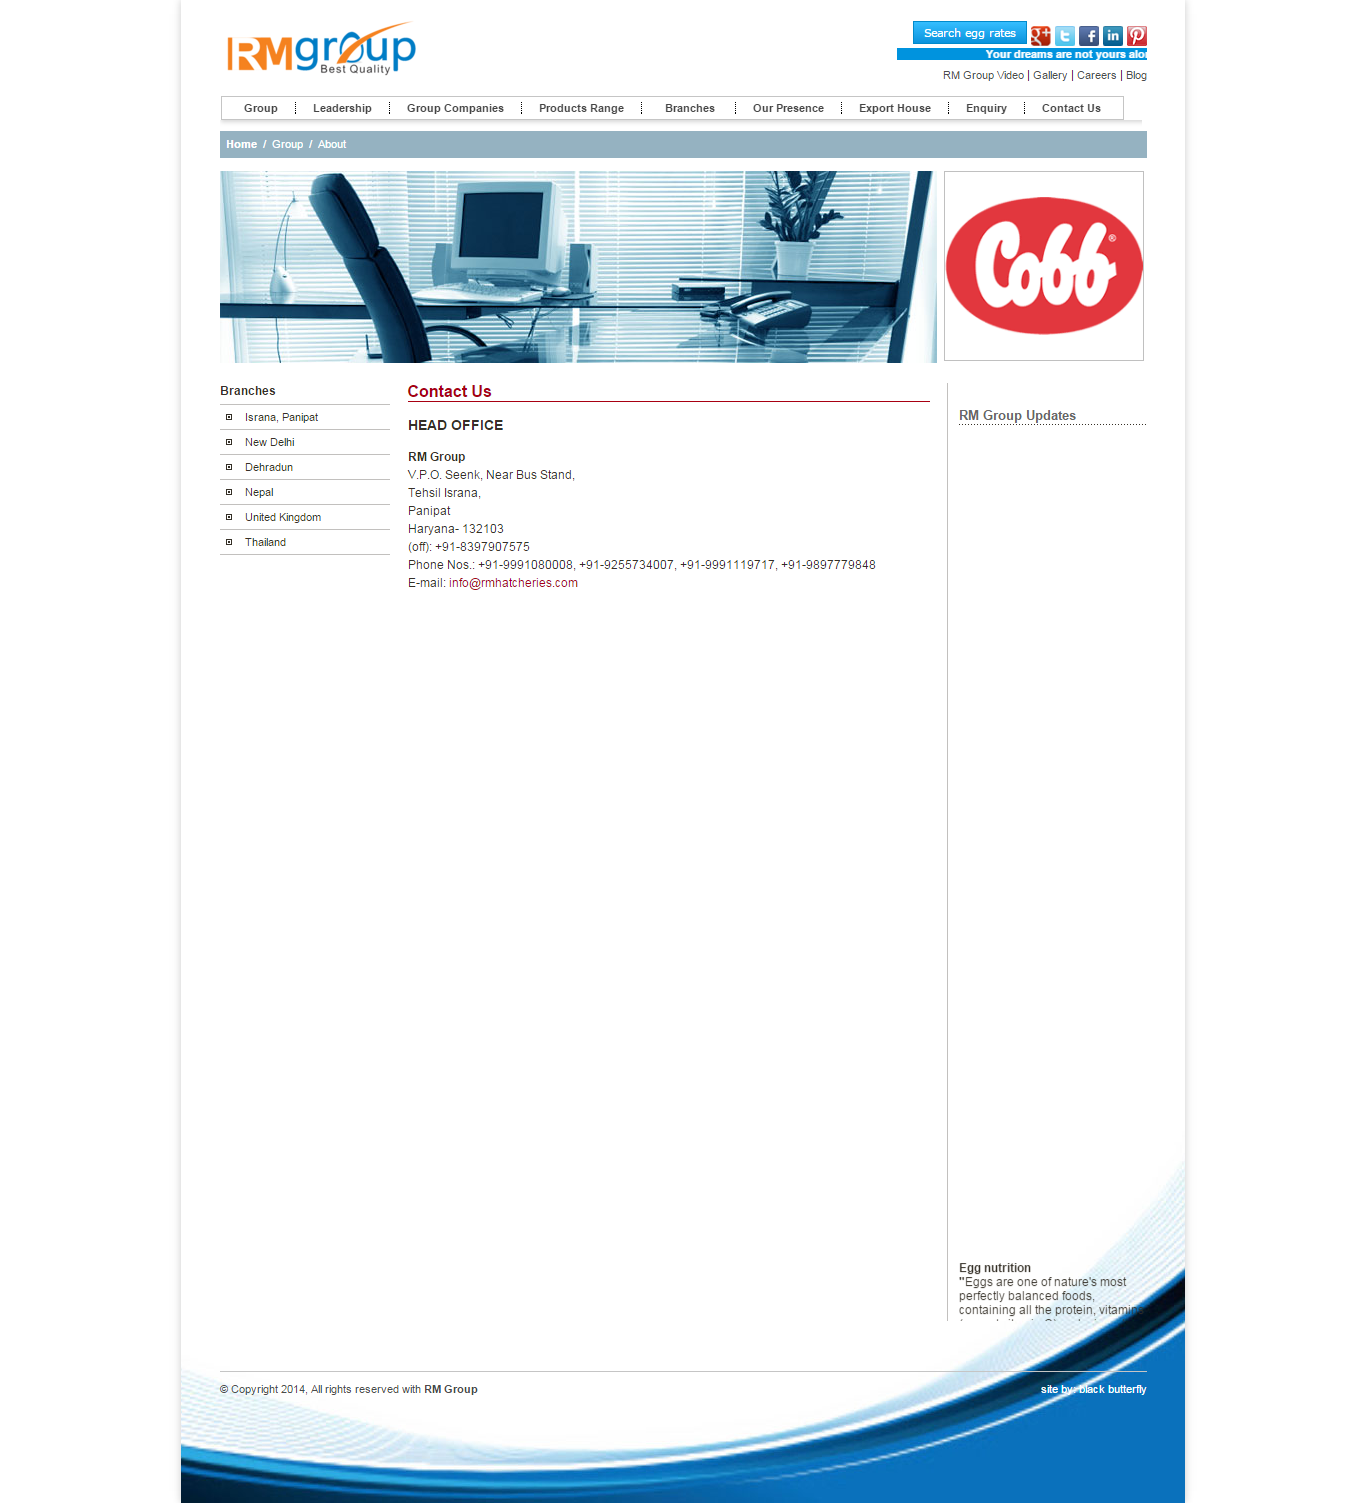 RMgroup
Best Quality
Search egg rates
Your dreams are not yours
RM Group Video | Gallery | Careers | Blog
Group
Leadership
Group Companies
Products Range
Branches
Our Presence
Export House
Enquiry
Contact Us
Home / Group / About
Cobb®
Branches
Israna, Panipat
New Delhi
Dehradun
Nepal
United Kingdom
Thailand
Contact Us
HEAD OFFICE
RM Group
V.P.O. Seenk, Near Bus Stand,
Tehsil Israna,
Panipat
Haryana- 132103
(off): +91-8397907575
Phone Nos.: +91-9991080008, +91-9255734007, +91-9991119717, +91-9897779848
E-mail: info@rmhatcheries.com
RM Group Updates
Egg nutrition
"Eggs are one of nature's most
perfectly balanced foods,
containing all the protein, vitamins
© Copyright 2014, All rights reserved with RM Group
site by: black butterfly